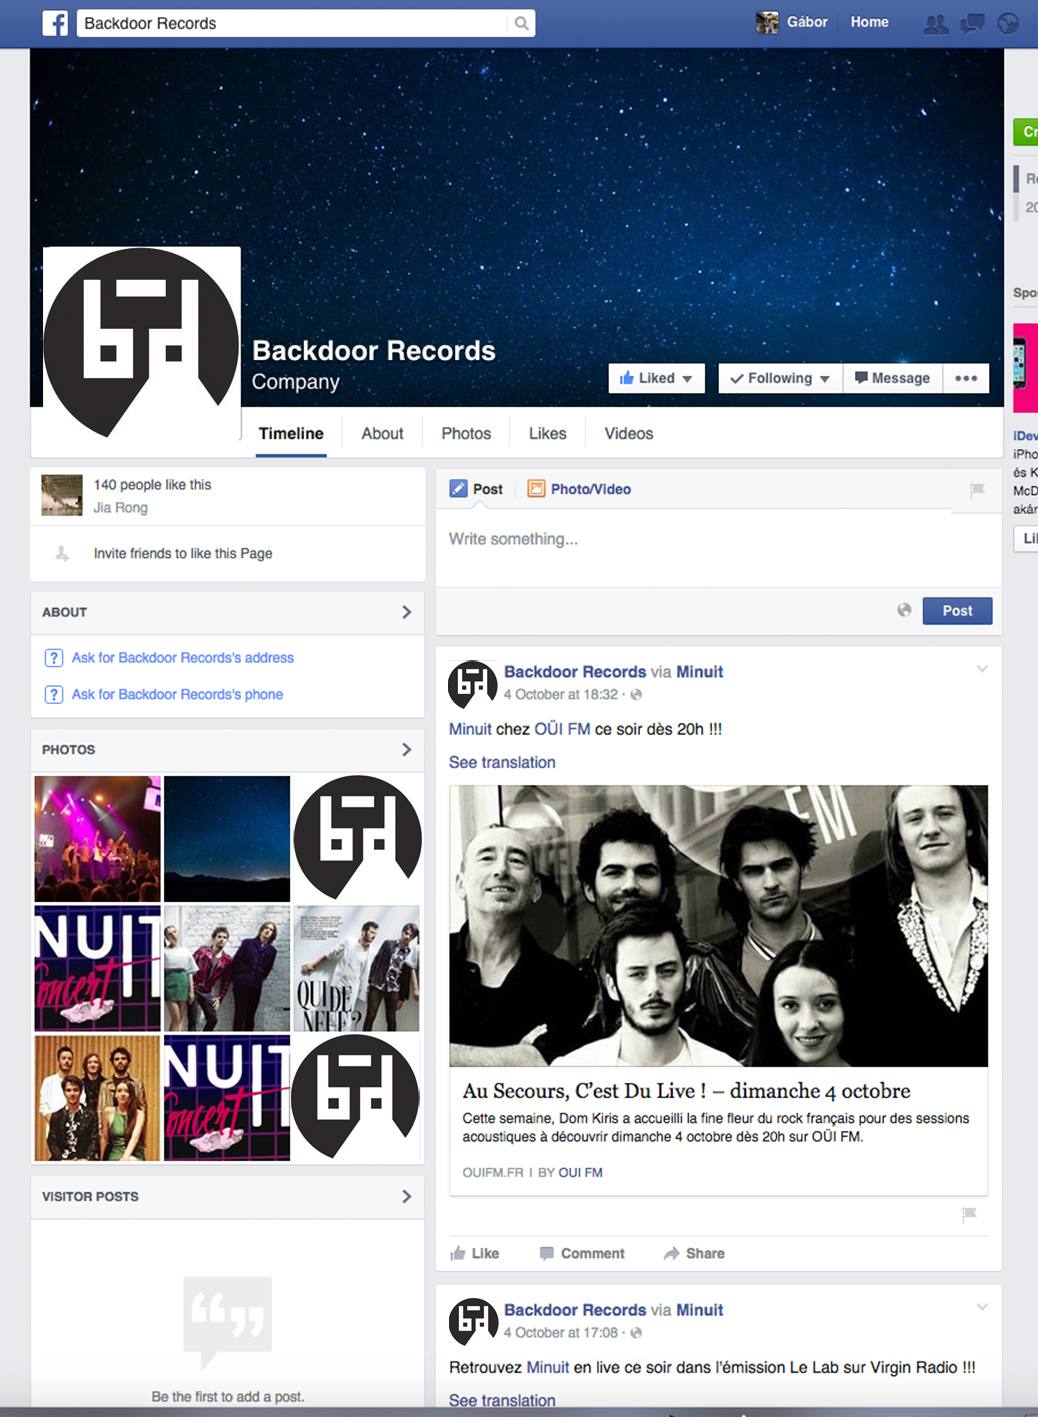 Backdoor Records
Gábor
Home
Cr
Backdoor Records
Company
Liked
Following
Message
Timeline
About
Photos
Likes
Videos
Spo
iDev
iPho
és K
McD
akár
140 people like this
Jia Rong
Invite friends to like this Page
ABOUT
? Ask for Backdoor Records's address
? Ask for Backdoor Records's phone
PHOTOS
NUIT
Concert
QUI DE
NEUF?
NUIT
Concert
VISITOR POSTS
Be the first to add a post.
Post
Photo/Video
Write something...
Post
Backdoor Records via Minuit
4 October at 18:32 ·
Minuit chez OÜI FM ce soir dès 20h !!!
See translation
FM
Au Secours, C'est Du Live ! – dimanche 4 octobre
Cette semaine, Dom Kiris a accueilli la fine fleur du rock français pour des sessions
acoustiques à découvrir dimanche 4 octobre dès 20h sur OÜI FM.
OUIFM.FR | BY OUI FM
Like
Comment
Share
Backdoor Records via Minuit
4 October at 17:08 ·
Retrouvez Minuit en live ce soir dans l'émission Le Lab sur Virgin Radio !!!
See translation